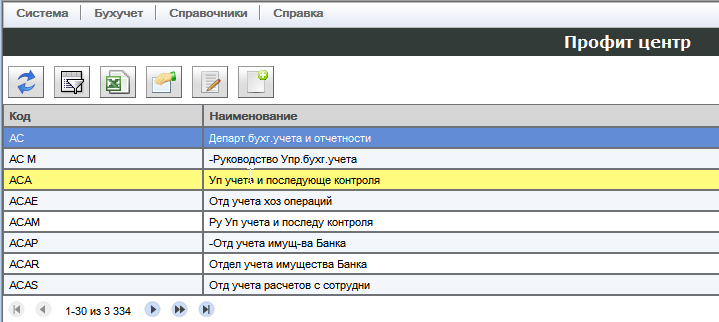 Система Бухучет Справочники Справка
Профит центр
Код Наименование
AC Департ.бухг.учета и отчетности
AC M -Руководство Упр.бухг.учета
ACA Уп учета и последующе контроля
ACAE Отд учета хоз операций
ACAM Ру Уп учета и последу контроля
ACAP -Отд учета имущ-ва Банка
ACAR Отдел учета имущества Банка
ACAS Отд учета расчетов с сотрудни
1-30 из 3 334